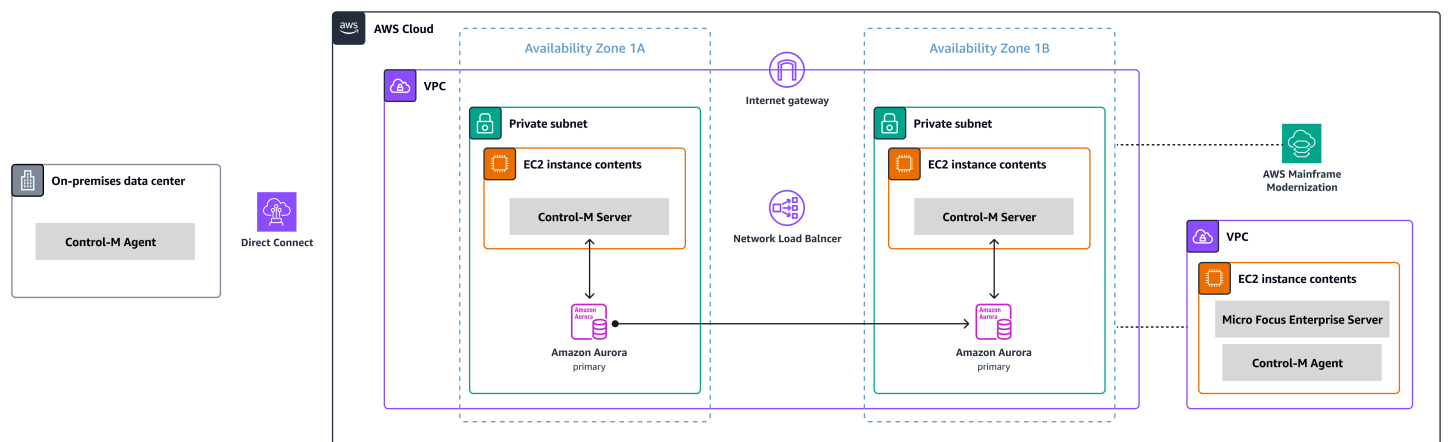 aws
AWS Cloud
Availability Zone 1A
Availability Zone 1B
VPC
Internet gateway
Private subnet
Private subnet
EC2 instance contents
EC2 instance contents
AWS Mainframe
Modernization
On-premises data center
Control-M Agent
Direct Connect
Control-M Server
Control-M Server
Network Load Balncer
VPC
EC2 instance contents
Micro Focus Enterprise Server
Control-M Agent
Amazon
Aurora
Amazon Aurora
primary
Amazon
Aurora
Amazon Aurora
primary